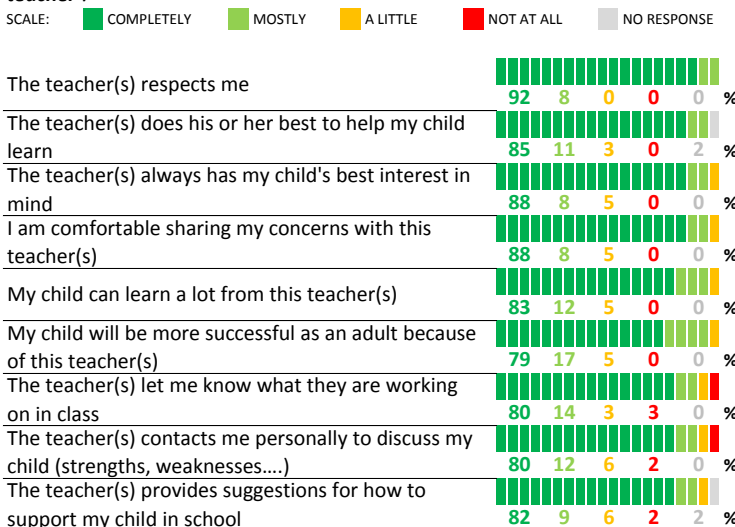 SCALE: COMPLETELY MOSTLY A LITTLE NOT AT ALL NO RESPONSE
The teacher(s) respects me
92 8 0 0 0 %
The teacher(s) does his or her best to help my child
learn
85 11 3 0 2 %
The teacher(s) always has my child's best interest in
mind
88 8 5 0 0 %
I am comfortable sharing my concerns with this
teacher(s)
88 8 5 0 0 %
My child can learn a lot from this teacher(s)
83 12 5 0 0 %
My child will be more successful as an adult because
of this teacher(s)
79 17 5 0 0 %
The teacher(s) let me know what they are working
on in class
80 14 3 3 0 %
The teacher(s) contacts me personally to discuss my
child (strengths, weaknesses....)
80 12 6 2 0 %
The teacher(s) provides suggestions for how to
support my child in school
82 9 6 2 2 %